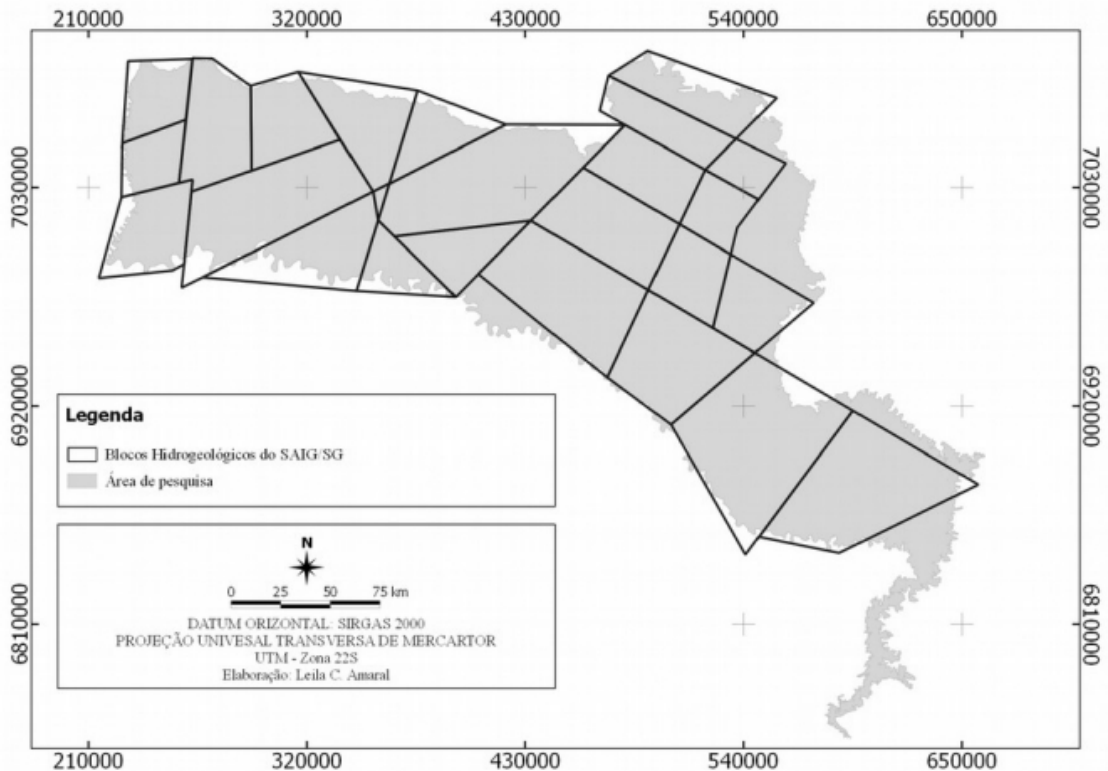 210000 320000 430000 540000 650000
7030000 7030000
6920000 6920000
6810000 6810000
Legenda
Blocos Hidrogeológicos do SAIG/SG
Área de pesquisa
N
0 25 50 75 km
DATUM ORIZONTAL: SIRGAS 2000
PROJEÇÃO UNIVESAL TRANSVERSA DE MERCARTOR
UTM - Zona 22S
Elaboração: Leila C. Amaral
210000 320000 430000 540000 650000